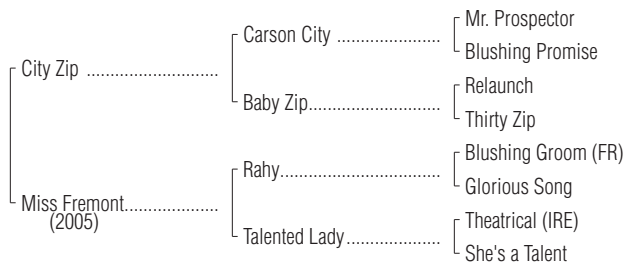 Mr. Prospector
Carson City ....................
Blushing Promise
City Zip .........................
Relaunch
Baby Zip.........................
Thirty Zip
Blushing Groom (FR)
Rahy..............................
Glorious Song
Miss Fremont..................
(2005)
Theatrical (IRE)
Talented Lady..................
She's a Talent